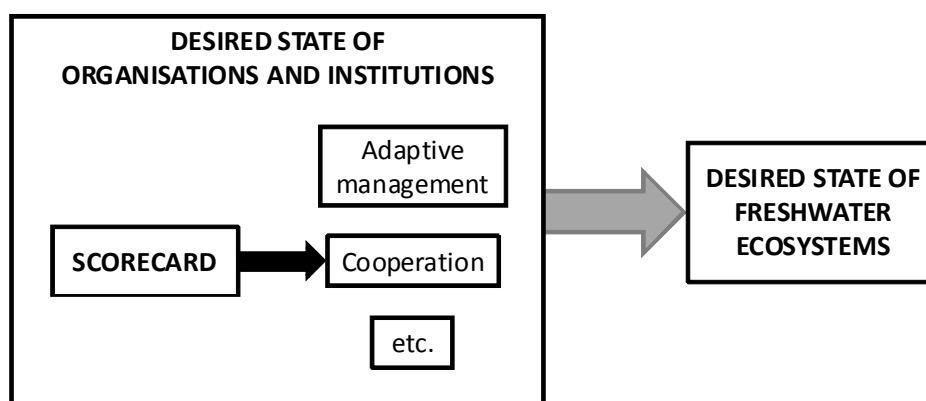 DESIRED STATE OF
ORGANISATIONS AND INSTITUTIONS
Adaptive
management
SCORECARD
Cooperation
etc.
DESIRED STATE OF
FRESHWATER
ECOSYSTEMS